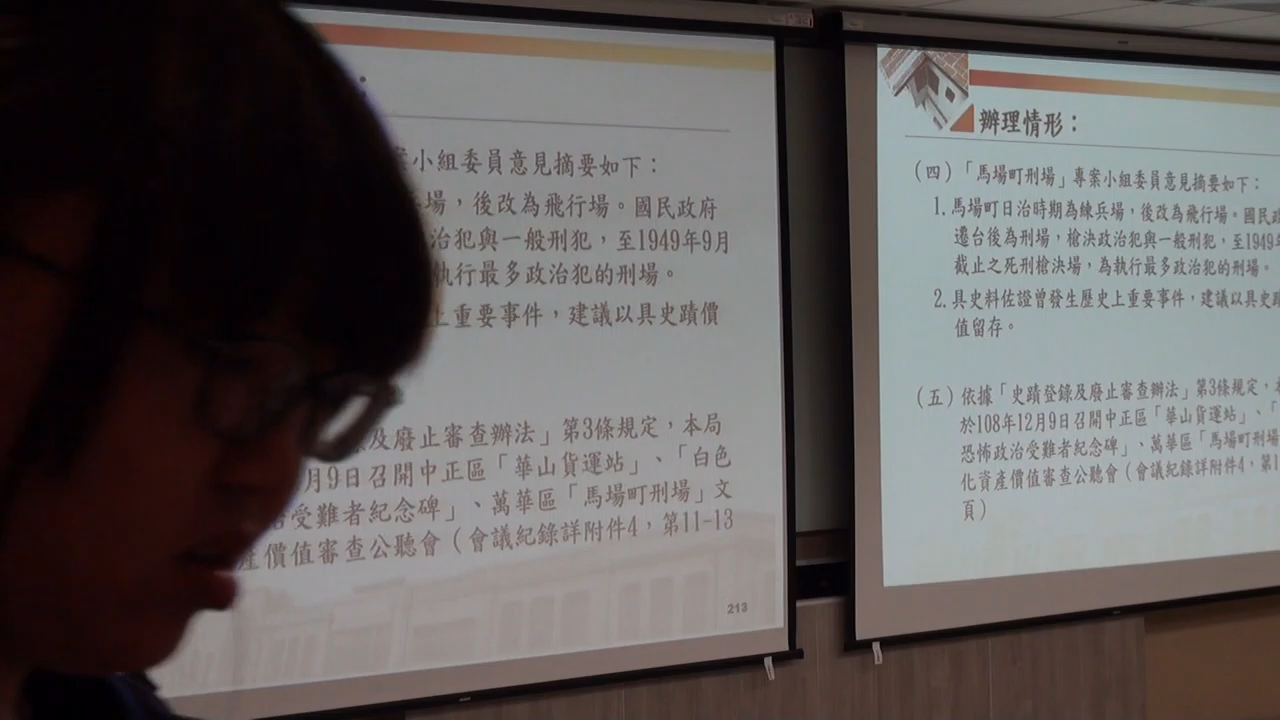 案小組委員意見摘要如下：
兵場，後改為飛行場。國民政府
治犯與一般刑犯，至1949年9月
執行最多政治犯的刑場。
上重要事件，建議以具史蹟價
及廢止審查辦法」第3條規定，本局
月9日召開中正區「華山貨運站」、「白色
受難者紀念碑」、萬華區「馬場町刑場」文
產價值審查公聽會（會議紀錄詳附件4，第11-13
213
辦理情形：
（四）「馬場町刑場」專案小組委員意見摘要如下：
1. 馬場町日治時期為練兵場，後改為飛行場。國民政
遷台後為刑場，槍決政治犯與一般刑犯，至1949年
截止之死刑槍決場，為執行最多政治犯的刑場。
2. 具史料佐證曾發生歷史上重要事件，建議以具史蹟
值留存。
（五）依據「史蹟登錄及廢止審查辦法」第3條規定，本
於108年12月9日召開中正區「華山貨運站」、「
恐怖政治受難者紀念碑」、萬華區「馬場町刑場
化資產價值審查公聽會（會議紀錄詳附件4，第1
頁）